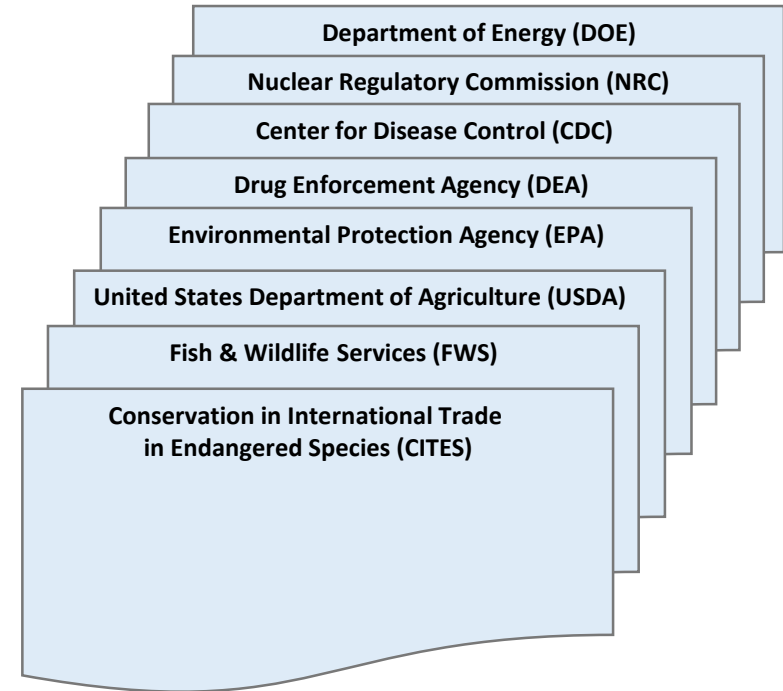 Department of Energy (DOE)
Nuclear Regulatory Commission (NRC)
Center for Disease Control (CDC)
Drug Enforcement Agency (DEA)
Environmental Protection Agency (EPA)
United States Department of Agriculture (USDA)
Fish & Wildlife Services (FWS)
Conservation in International Trade
in Endangered Species (CITES)